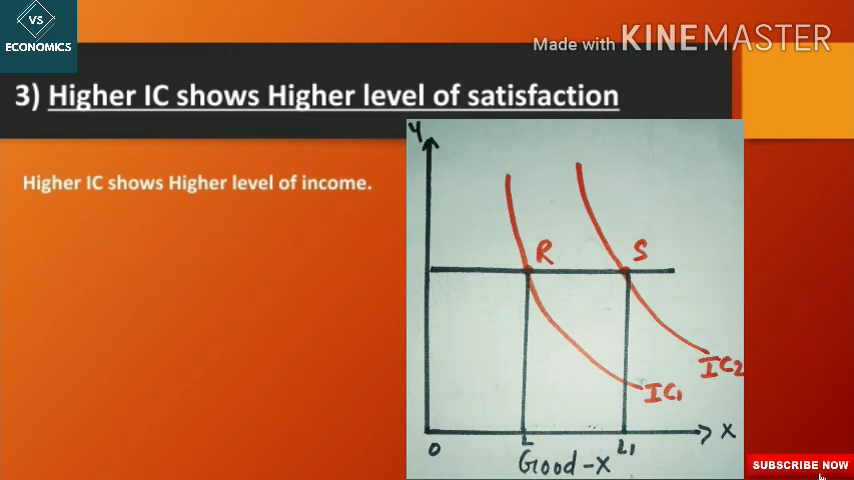 VS
ECONOMICS
Made with KINEMASTER
3) Higher IC shows Higher level of satisfaction
Higher IC shows Higher level of income.
Y
R
S
IC2
IC1
X
O
L
L1
Good-X
SUBSCRIBE NOW